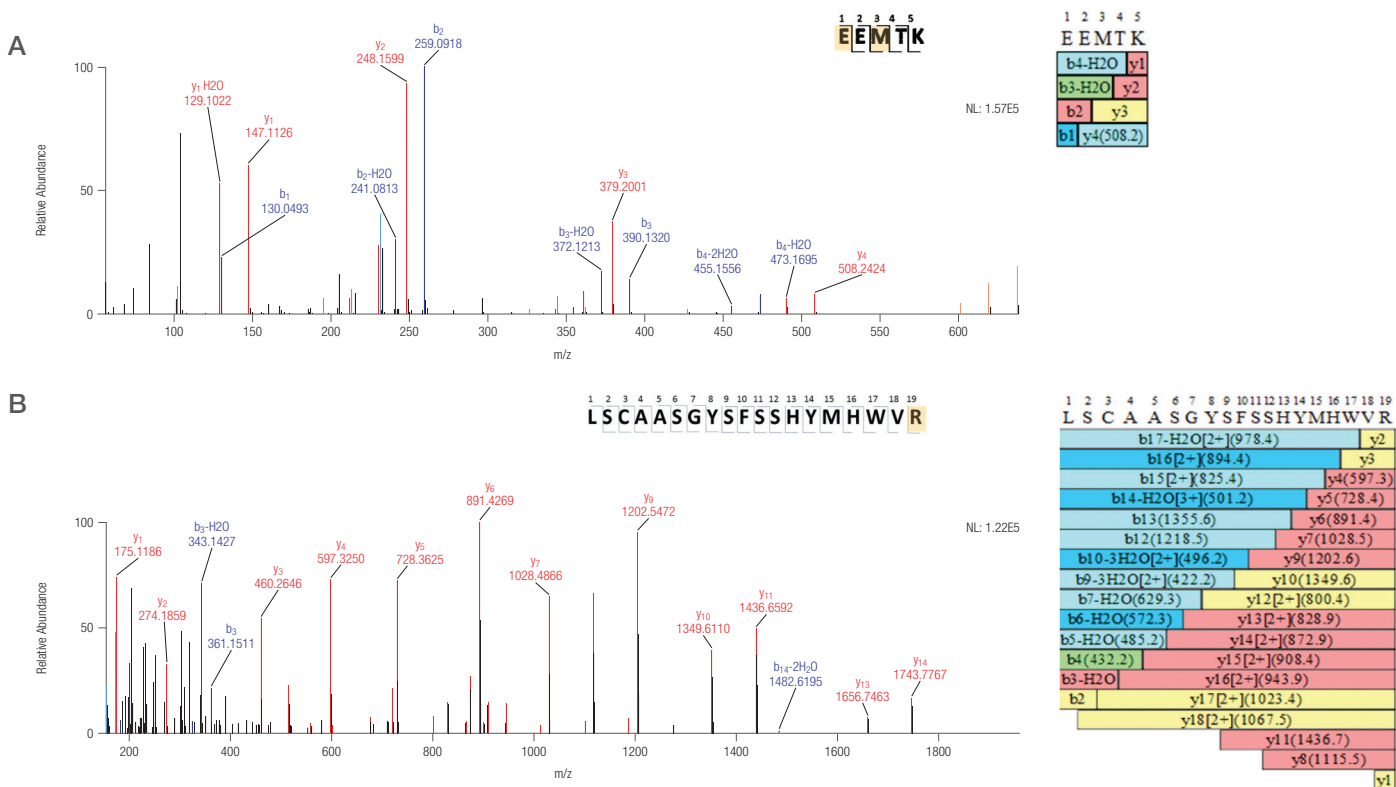 A
1 2 3 4 5
E E M T K
1 2 3 4 5
E E M T K
b4-H2O y1
b3-H2O y2
b2 y3
b1 y4(508.2)
NL: 1.57E5
Relative Abundance
100
50
0
y1 H2O
129.1022
y1
147.1126
b1
130.0493
y2
248.1599
b2
259.0918
b2-H2O
241.0813
b3-H2O
372.1213
y3
379.2001
b3
390.1320
b4-2H2O
455.1556
b4-H2O
473.1695
y4
508.2424
100 150 200 250 300 350 400 450 500 550 600
m/z
B
1 2 3 4 5 6 7 8 9 10 11 12 13 14 15 16 17 18 19
L S C A A S G Y S F S S H Y M H W V R
1 2 3 4 5 6 7 8 9 10 11 12 13 14 15 16 17 18 19
L S C A A S G Y S F S S H Y M H W V R
b17-H2O[2+](978.4) y2
b16[2+](894.4) y3
b15[2+](825.4) y4(597.3)
b14-H2O[3+](501.2) y5(728.4)
b13(1355.6) y6(891.4)
b12(1218.5) y7(1028.5)
b10-3H2O[2+](496.2) y9(1202.6)
b9-3H2O[2+](422.2) y10(1349.6)
b7-H2O(629.3) y12[2+](800.4)
b6-H2O(572.3) y13[2+](828.9)
b5-H2O(485.2) y14[2+](872.9)
b4(432.2) y15[2+](908.4)
b3-H2O y16[2+](943.9)
b2 y17[2+](1023.4)
y18[2+](1067.5)
y11(1436.7)
y8(1115.5)
y1
NL: 1.22E5
Relative Abundance
100
50
0
y1
175.1186
y2
274.1859
b3-H2O
343.1427
b3
361.1511
y3
460.2646
y4
597.3250
y5
728.3625
y6
891.4269
y7
1028.4866
y9
1202.5472
y10
1349.6110
y11
1436.6592
b14-2H2O
1482.6195
y13
1656.7463
y14
1743.7767
200 400 600 800 1000 1200 1400 1600 1800
m/z